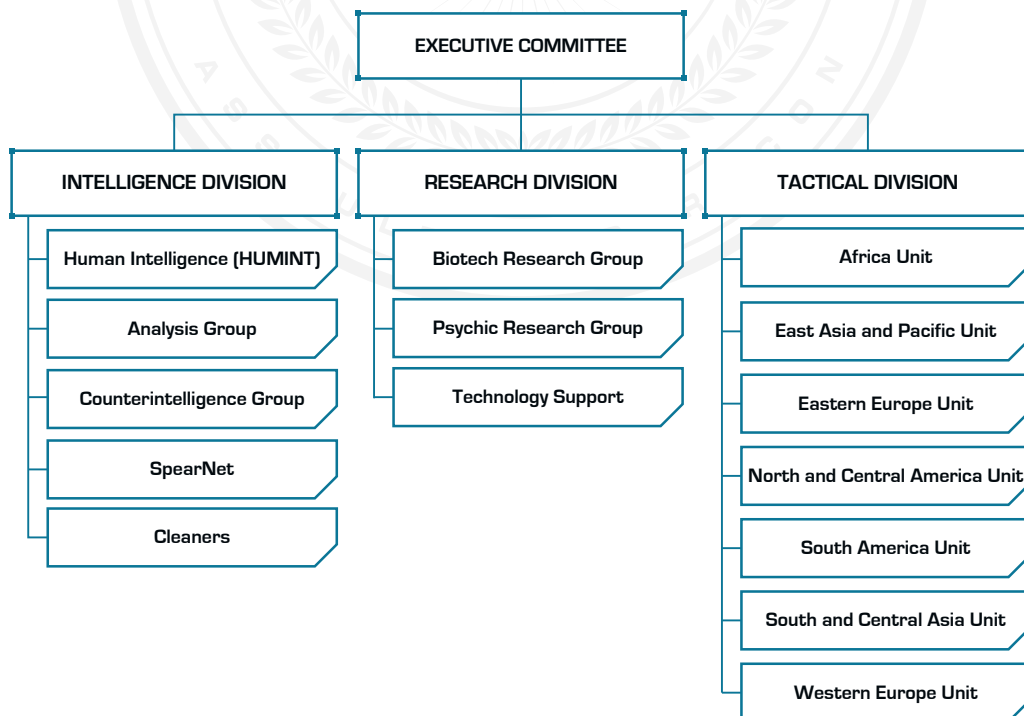 EXECUTIVE COMMITTEE
INTELLIGENCE DIVISION
Human Intelligence (HUMINT)
Analysis Group
Counterintelligence Group
SpearNet
Cleaners
RESEARCH DIVISION
Biotech Research Group
Psychic Research Group
Technology Support
TACTICAL DIVISION
Africa Unit
East Asia and Pacific Unit
Eastern Europe Unit
North and Central America Unit
South America Unit
South and Central Asia Unit
Western Europe Unit